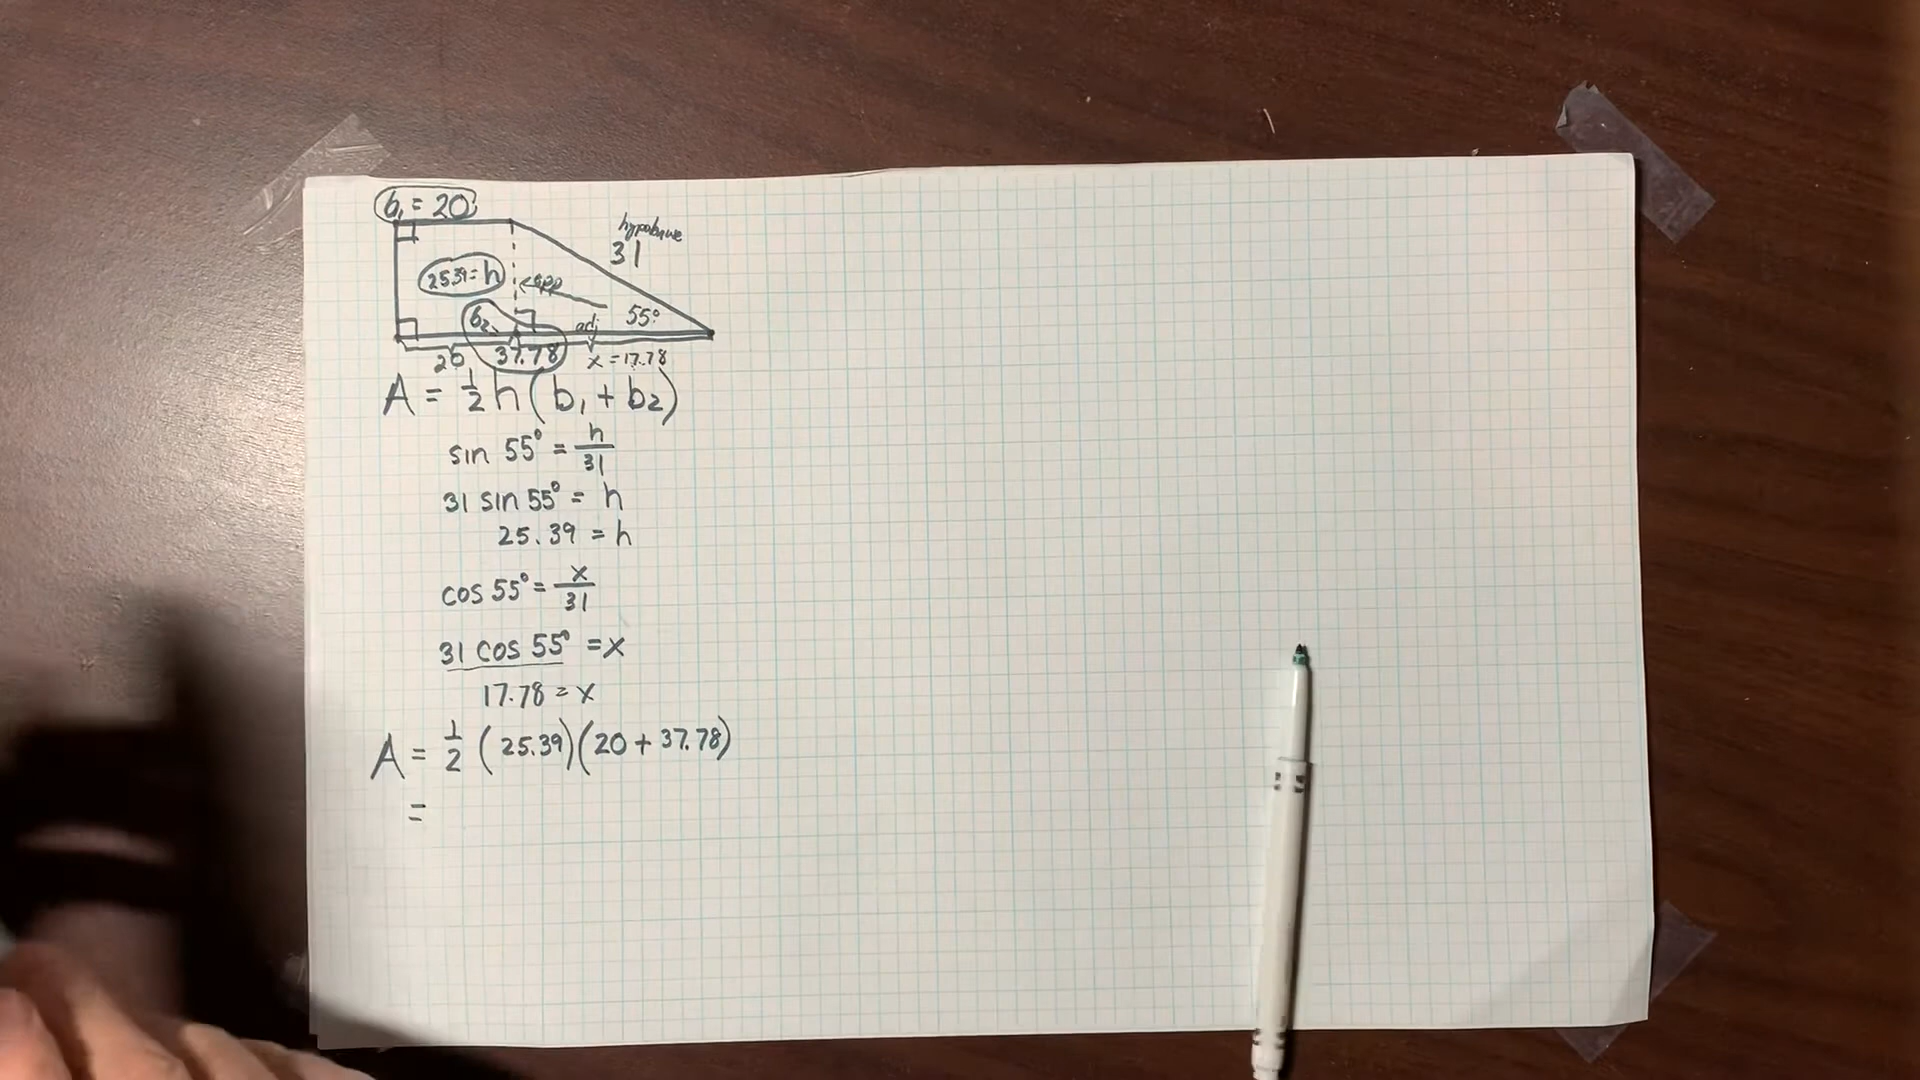 b₁ = 20
hypotenuse
31
25.39 = h
opp
b₂
adj
55°
20
37.78
x = 17.78
A = 1/2 h (b₁ + b₂)
sin 55° = h/31
31 sin 55° = h
25.39 = h
cos 55° = x/31
31 cos 55° = x
17.78 = x
A = 1/2 (25.39)(20 + 37.78)
=